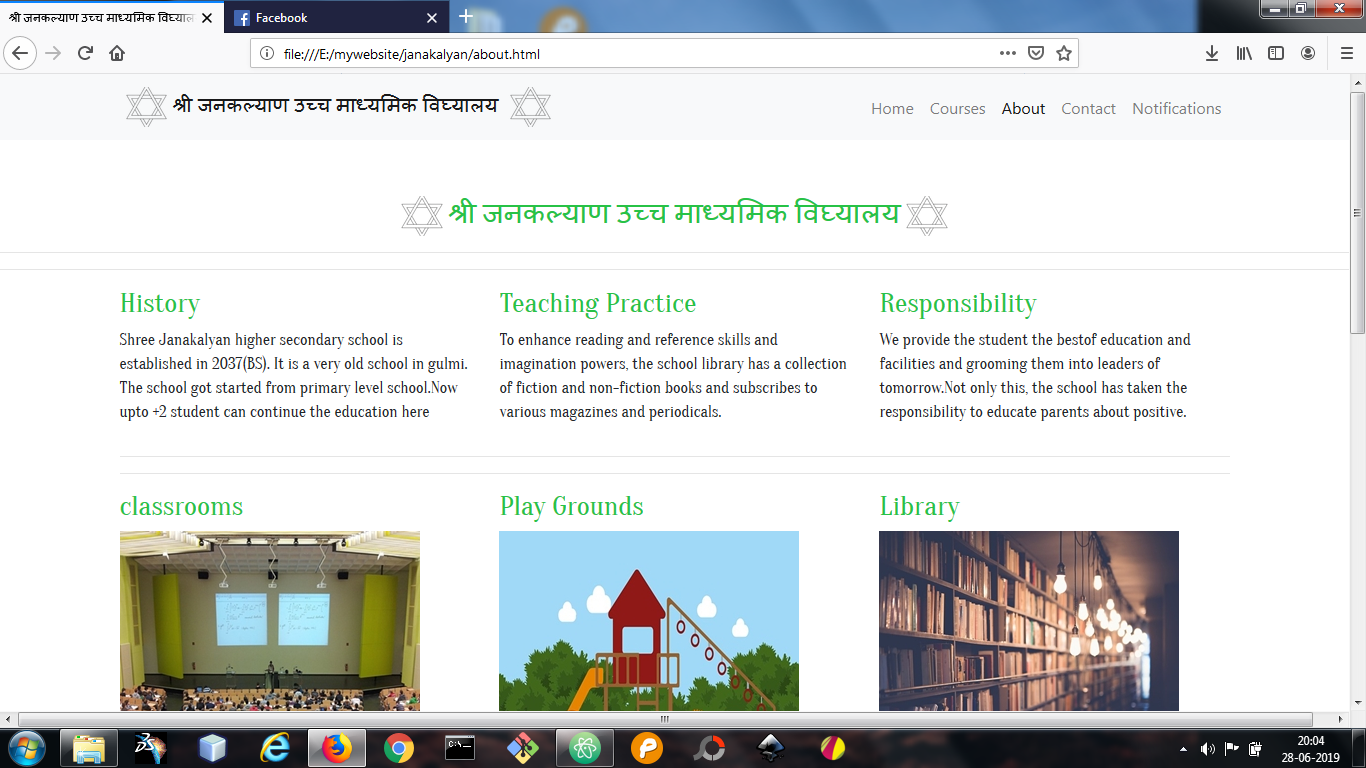 श्री जनकल्याण उच्च माध्यमिक विघ्याल
Facebook
file:///E:/mywebsite/janakalyan/about.html
श्री जनकल्याण उच्च माध्यमिक विघ्यालय
Home Courses About Contact Notifications
श्री जनकल्याण उच्च माध्यमिक विघ्यालय
History
Shree Janakalyan higher secondary school is
established in 2037(BS). It is a very old school in gulmi.
The school got started from primary level school.Now
upto +2 student can continue the education here
Teaching Practice
To enhance reading and reference skills and
imagination powers, the school library has a collection
of fiction and non-fiction books and subscribes to
various magazines and periodicals.
Responsibility
We provide the student the bestof education and
facilities and grooming them into leaders of
tomorrow.Not only this, the school has taken the
responsibility to educate parents about positive.
classrooms
Play Grounds
Library
20:04
28-06-2019